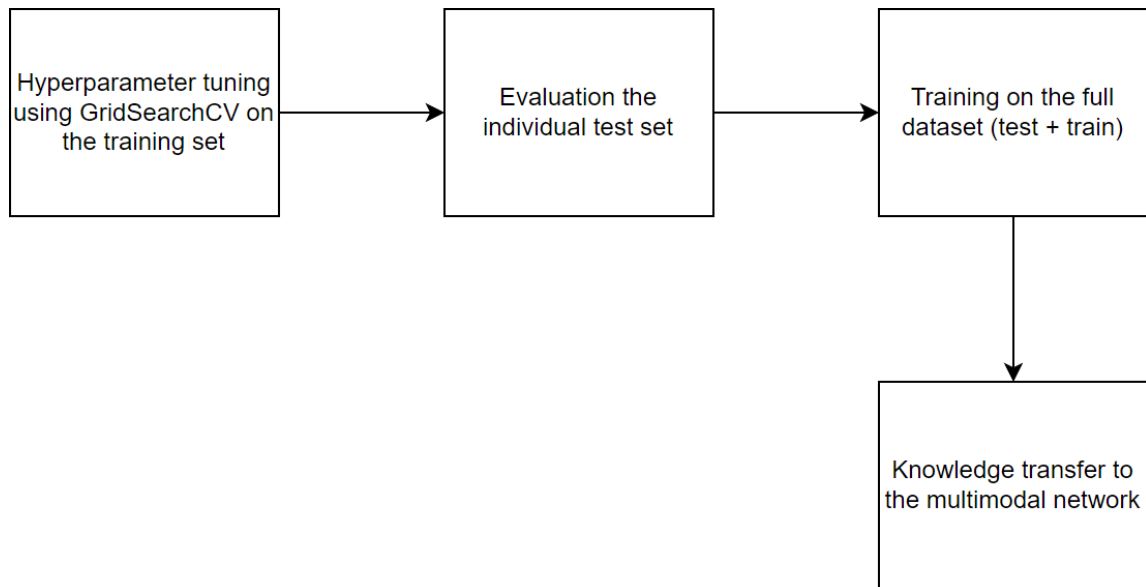 Hyperparameter tuning
using GridSearchCV on
the training set
Evaluation the
individual test set
Training on the full
dataset (test + train)
Knowledge transfer to
the multimodal network